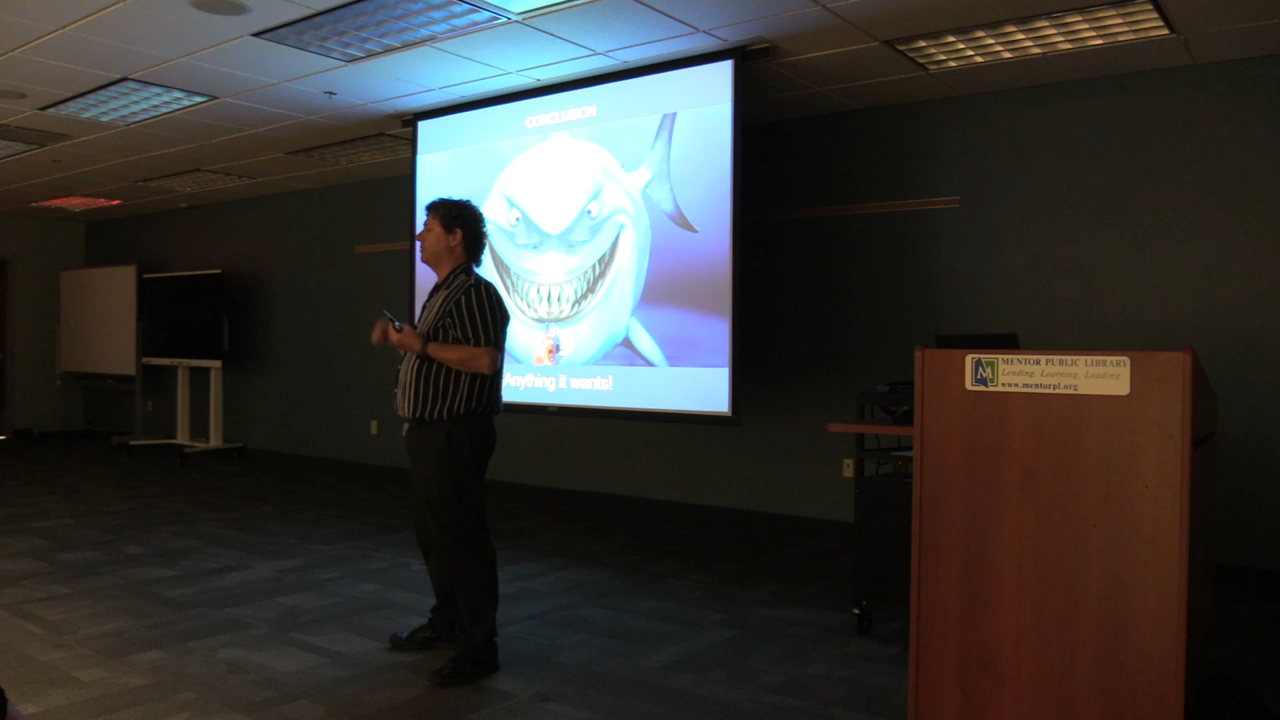 CONCLUSION
Anything it wants!
M
MENTOR PUBLIC LIBRARY
Lending, Learning, Leading
www.mentorpl.org